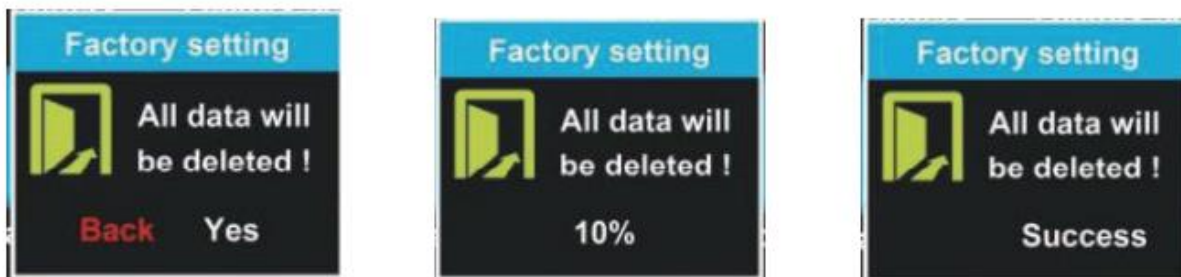 Factory setting
All data will
be deleted !
Back Yes
Factory setting
All data will
be deleted !
10%
Factory setting
All data will
be deleted !
Success